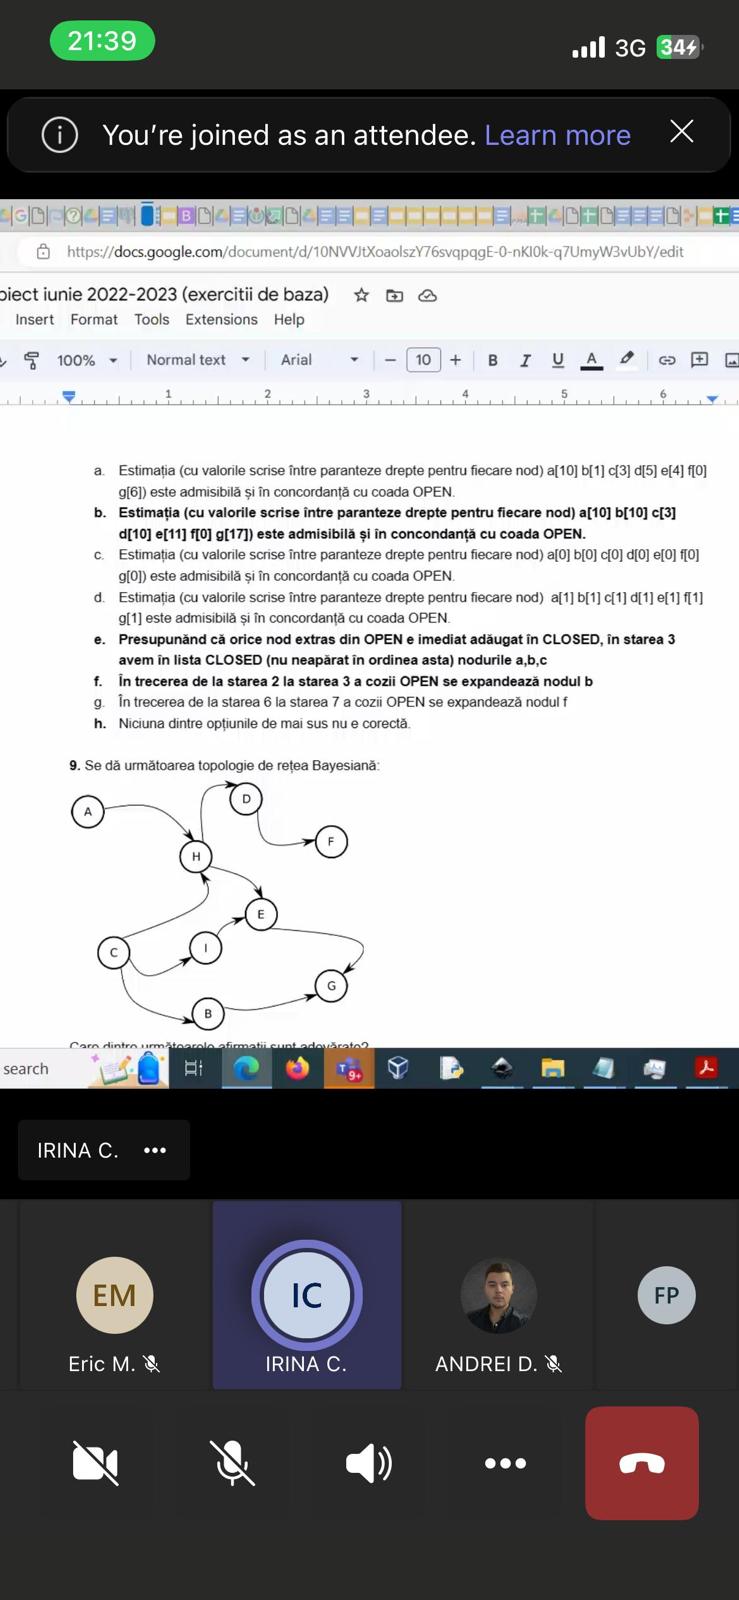 21:39
3G 34
You're joined as an attendee. Learn more
https://docs.google.com/document/d/10NVVJtXoaolszY76svqpqgE-0-nKI0k-q7UmyW3vUbY/edit
biect iunie 2022-2023 (exercitii de baza)
Insert Format Tools Extensions Help
100% Normal text Arial 10 B I U A
1 2 3 4 5 6
a. Estimația (cu valorile scrise între paranteze drepte pentru fiecare nod) a[10] b[1] c[3] d[5] e[4] f[0]
g[6]) este admisibilă și în concordanță cu coada OPEN.
b. Estimația (cu valorile scrise între paranteze drepte pentru fiecare nod) a[10] b[10] c[3]
d[10] e[11] f[0] g[17]) este admisibilă și în condonanță cu coada OPEN.
c. Estimația (cu valorile scrise între paranteze drepte pentru fiecare nod) a[0] b[0] c[0] d[0] e[0] f[0]
g[0]) este admisibilă și în concordanță cu coada OPEN.
d. Estimația (cu valorile scrise între paranteze drepte pentru fiecare nod) a[1] b[1] c[1] d[1] e[1] f[1]
g[1] este admisibilă și în concordanță cu coada OPEN.
e. Presupunând că orice nod extras din OPEN e imediat adăugat în CLOSED, în starea 3
avem în lista CLOSED (nu neapărat în ordinea asta) nodurile a,b,c
f. În trecerea de la starea 2 la starea 3 a cozii OPEN se expandează nodul b
g. În trecerea de la starea 6 la starea 7 a cozii OPEN se expandează nodul f
h. Niciuna dintre opțiunile de mai sus nu e corectă.
9. Se dă următoarea topologie de rețea Bayesiană:
D
A
F
H
E
C
I
G
B
Care dintre următoarele afirmații sunt adevărate?
search
9+
IRINA C. •••
EM
IC
FP
Eric M.
IRINA C.
ANDREI D.